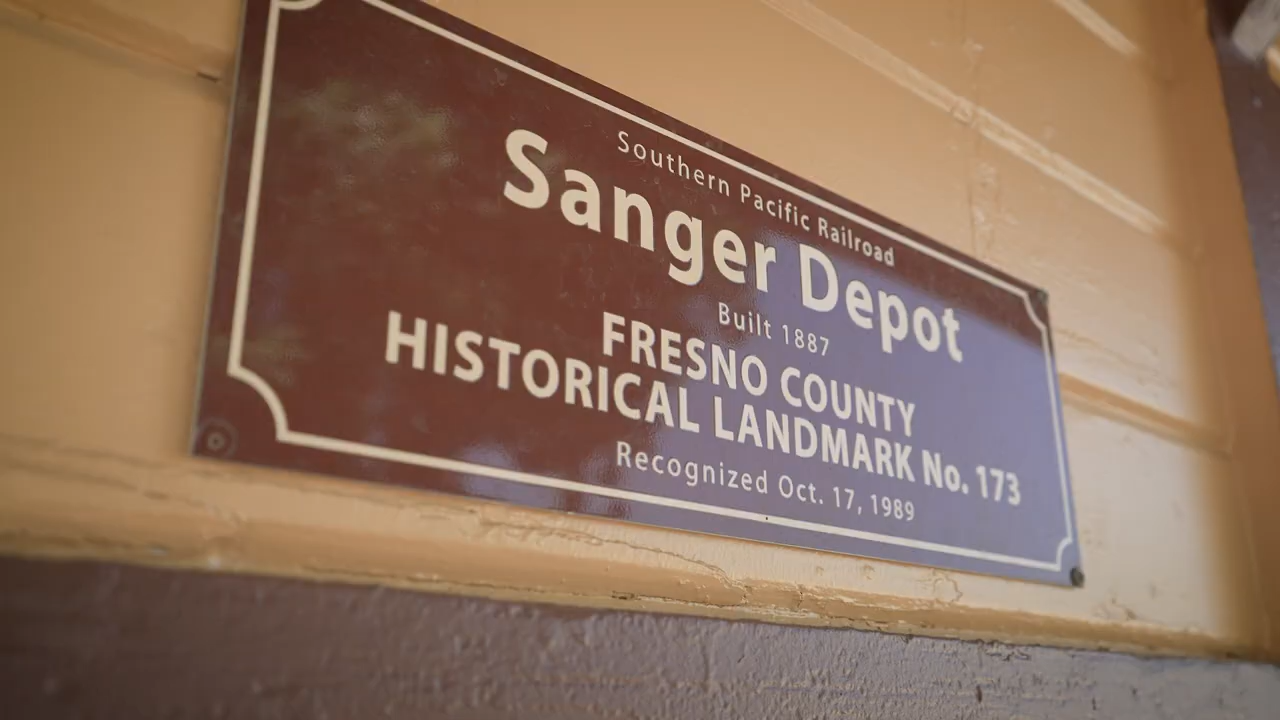 Southern Pacific Railroad
Sanger Depot
Built 1887
FRESNO COUNTY
HISTORICAL LANDMARK No. 173
Recognized Oct. 17, 1989